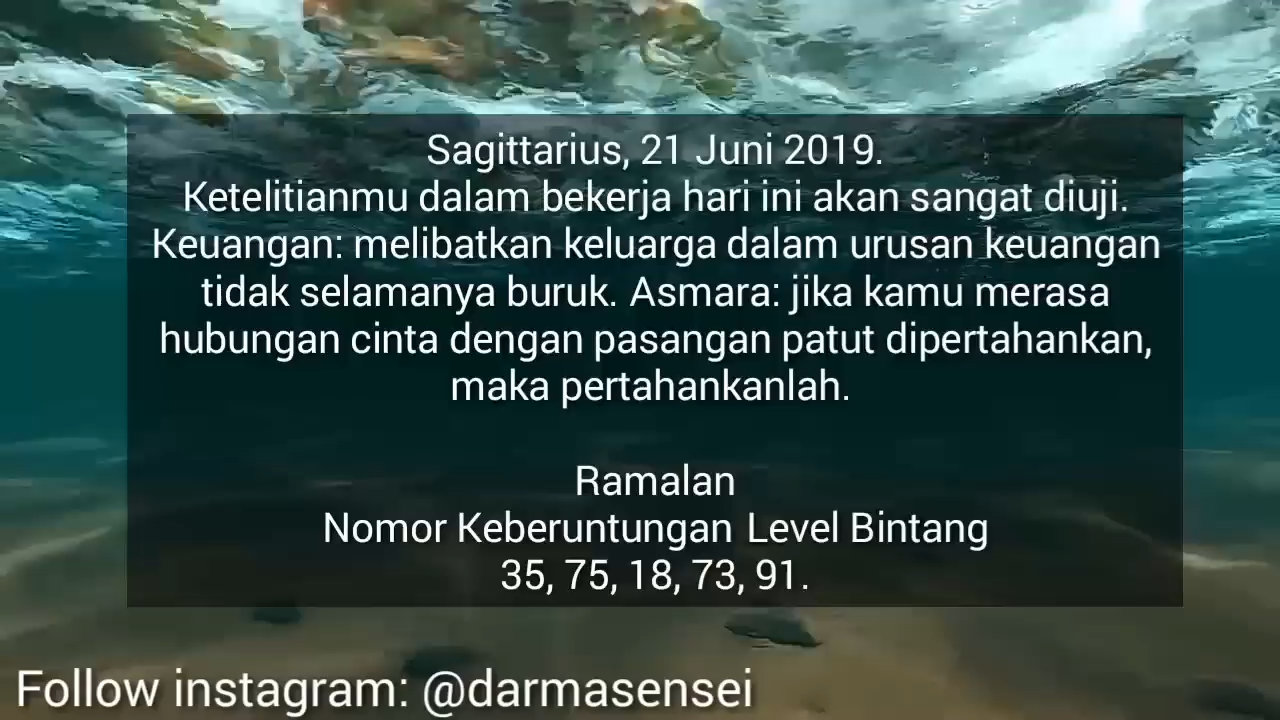 Sagittarius, 21 Juni 2019.
Ketelitianmu dalam bekerja hari ini akan sangat diuji.
Keuangan: melibatkan keluarga dalam urusan keuangan
tidak selamanya buruk. Asmara: jika kamu merasa
hubungan cinta dengan pasangan patut dipertahankan,
maka pertahankanlah.
Ramalan
Nomor Keberuntungan Level Bintang
35, 75, 18, 73, 91.
Follow instagram: @darmasensei